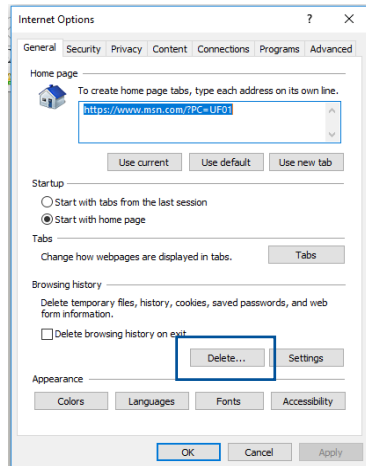 Internet Options ? X
General Security Privacy Content Connections Programs Advanced
Home page
To create home page tabs, type each address on its own line.
https://www.msn.com/?PC=UF01
Use current Use default Use new tab
Startup
Start with tabs from the last session
Start with home page
Tabs
Change how webpages are displayed in tabs. Tabs
Browsing history
Delete temporary files, history, cookies, saved passwords, and web
form information.
Delete browsing history on exit
Delete... Settings
Appearance
Colors Languages Fonts Accessibility
OK Cancel Apply